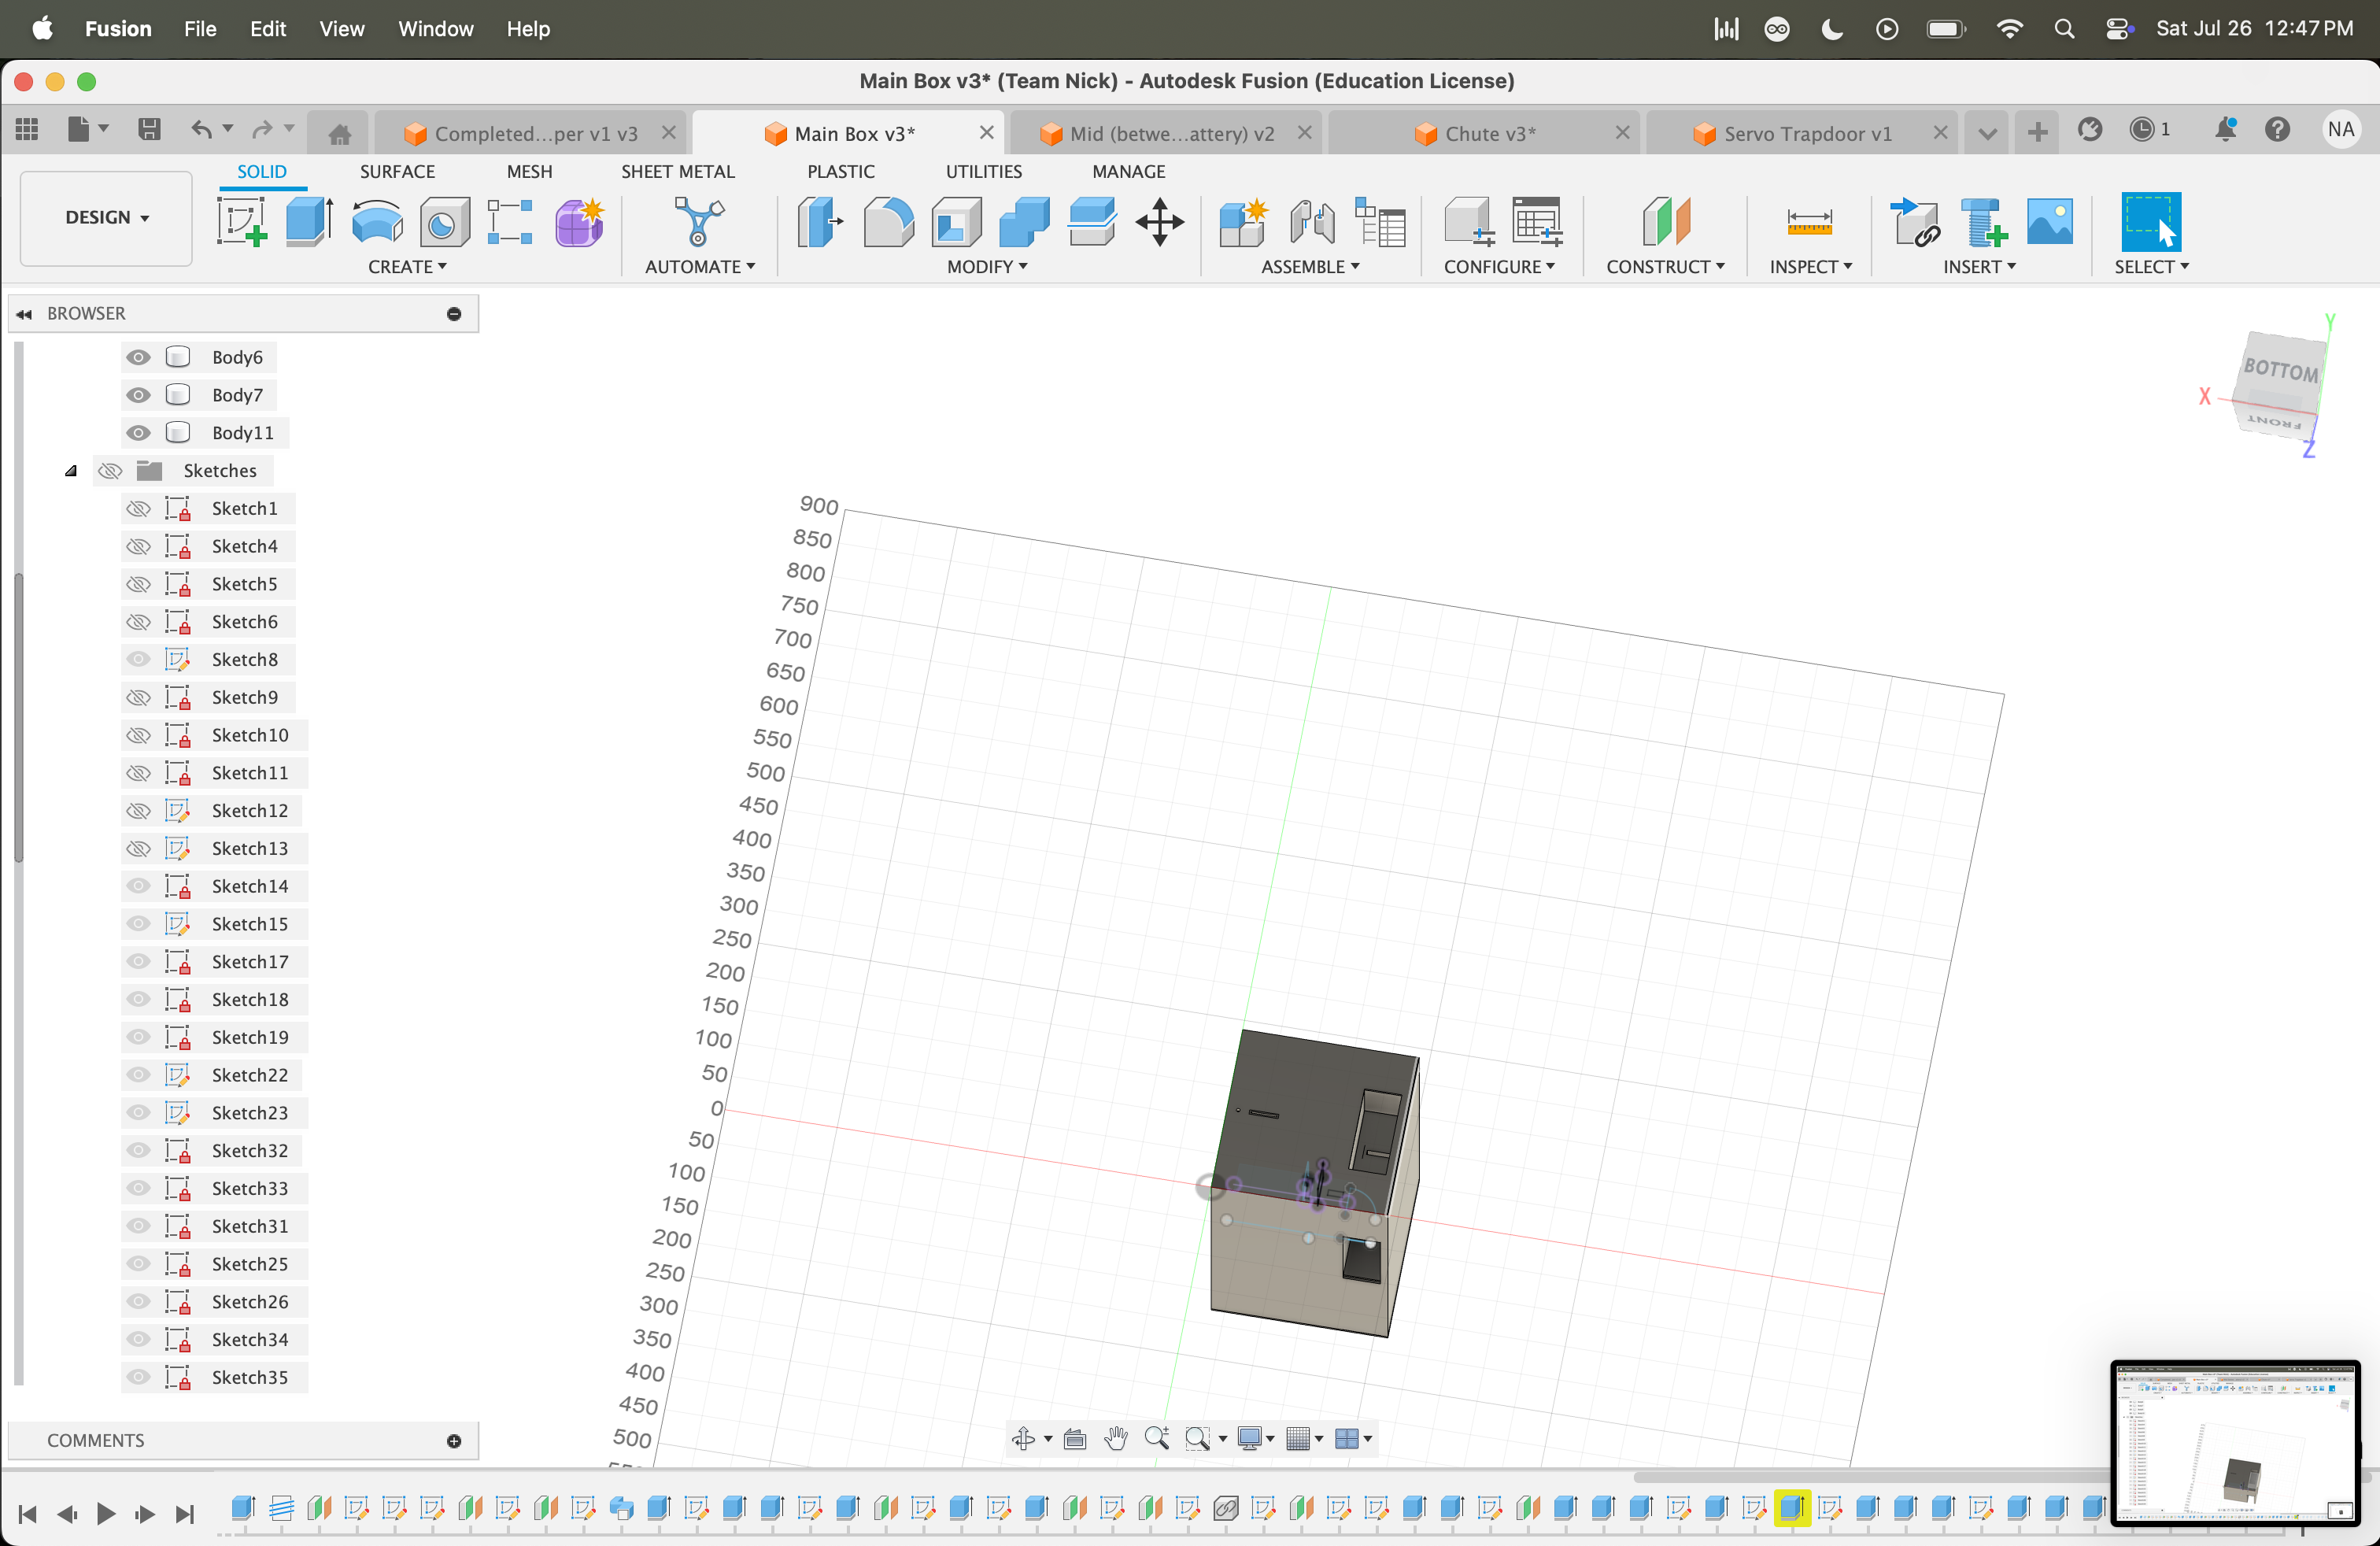 Fusion File Edit View Window Help Sat Jul 26 12:47 PM
Main Box v3* (Team Nick) - Autodesk Fusion (Education License)
Completed...per v1 v3 Main Box v3* Mid (betwe...attery) v2 Chute v3* Servo Trapdoor v1 1 NA
SOLID SURFACE MESH SHEET METAL PLASTIC UTILITIES MANAGE
DESIGN
CREATE AUTOMATE MODIFY ASSEMBLE CONFIGURE CONSTRUCT INSPECT INSERT SELECT
BROWSER
Body6
Body7
Body11
Sketches
Sketch1
Sketch4
Sketch5
Sketch6
Sketch8
Sketch9
Sketch10
Sketch11
Sketch12
Sketch13
Sketch14
Sketch15
Sketch17
Sketch18
Sketch19
Sketch22
Sketch23
Sketch32
Sketch33
Sketch31
Sketch25
Sketch26
Sketch34
Sketch35
COMMENTS
900
850
800
750
700
650
600
550
500
450
400
350
300
250
200
150
100
50
0
50
100
150
200
250
300
350
400
450
500
Y
BOTTOM
X
FRONT
Z